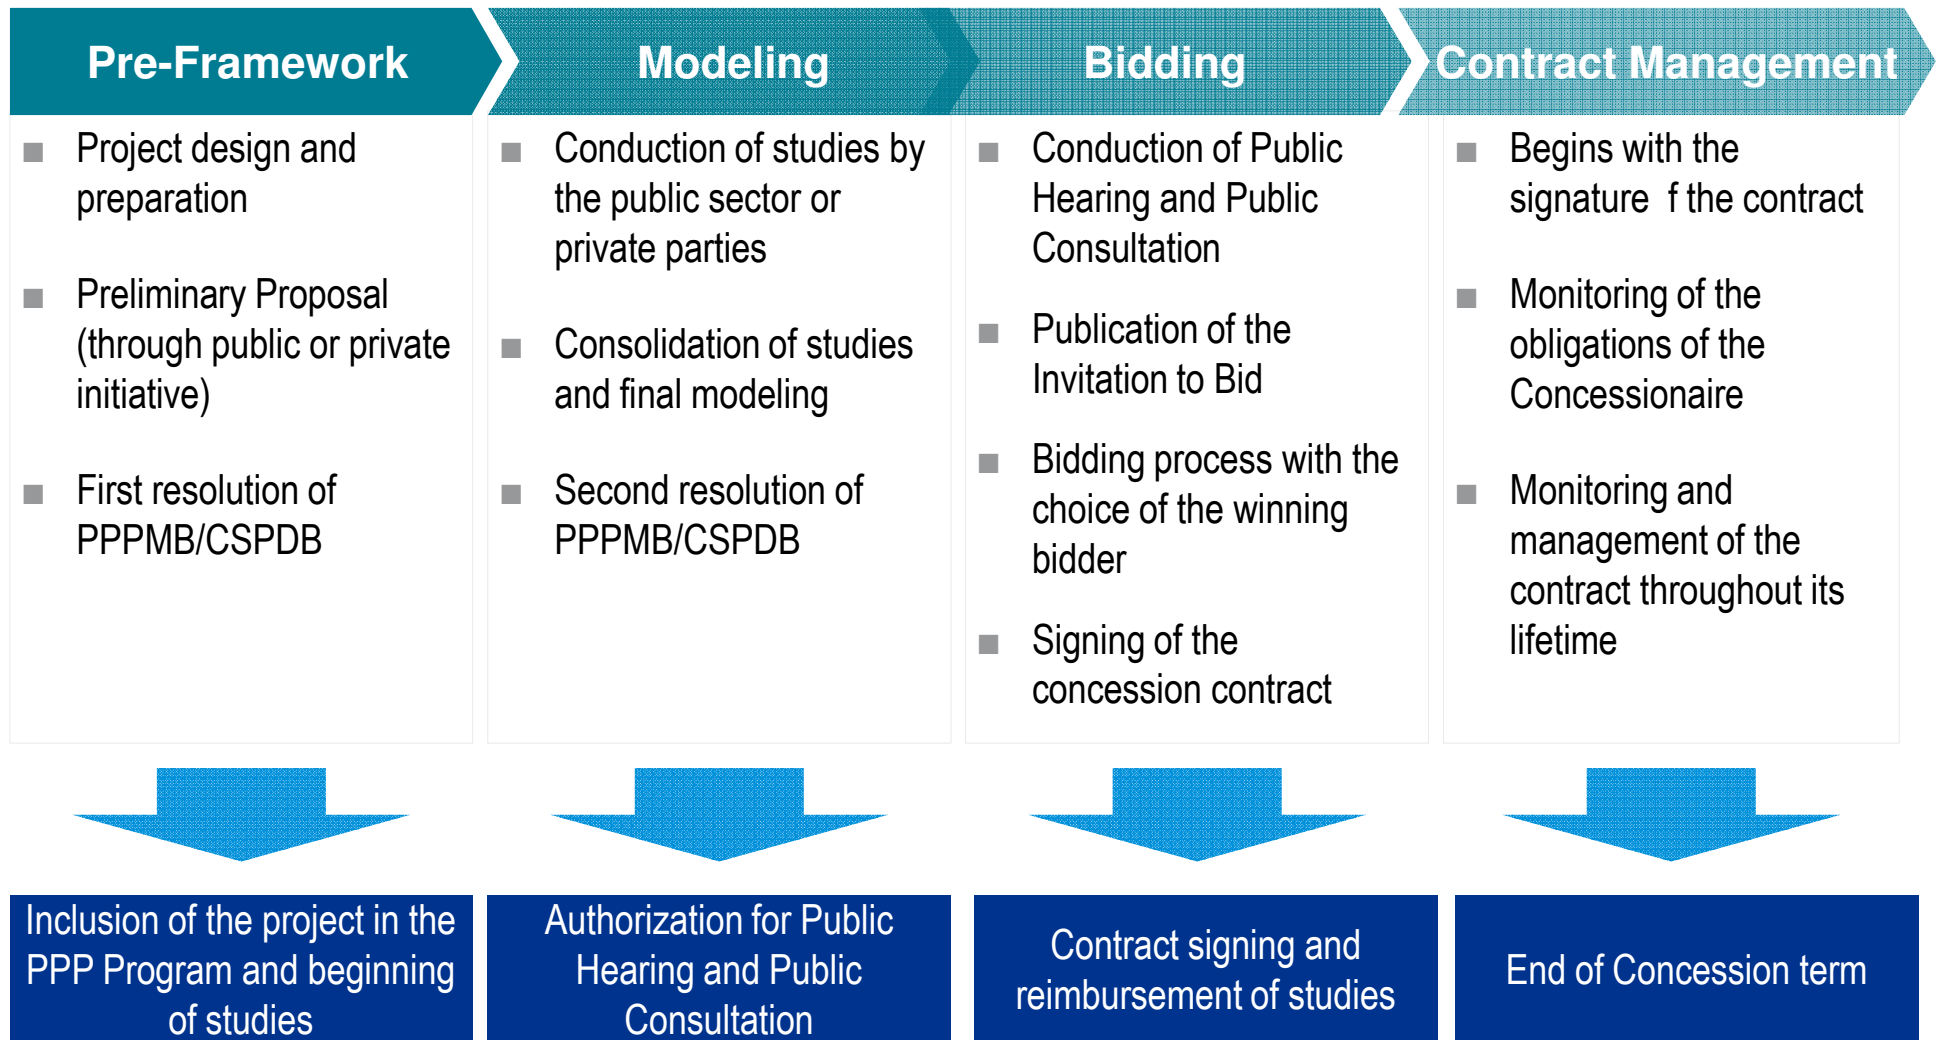 Pre-Framework
Modeling
Bidding
Contract Management
■ Project design and
preparation
■ Preliminary Proposal
(through public or private
initiative)
■ First resolution of
PPPMB/CSPDB
■ Conduction of studies by
the public sector or
private parties
■ Consolidation of studies
and final modeling
■ Second resolution of
PPPMB/CSPDB
■ Conduction of Public
Hearing and Public
Consultation
■ Publication of the
Invitation to Bid
■ Bidding process with the
choice of the winning
bidder
■ Signing of the
concession contract
■ Begins with the
signature f the contract
■ Monitoring of the
obligations of the
Concessionaire
■ Monitoring and
management of the
contract throughout its
lifetime
Inclusion of the project in the
PPP Program and beginning
of studies
Authorization for Public
Hearing and Public
Consultation
Contract signing and
reimbursement of studies
End of Concession term